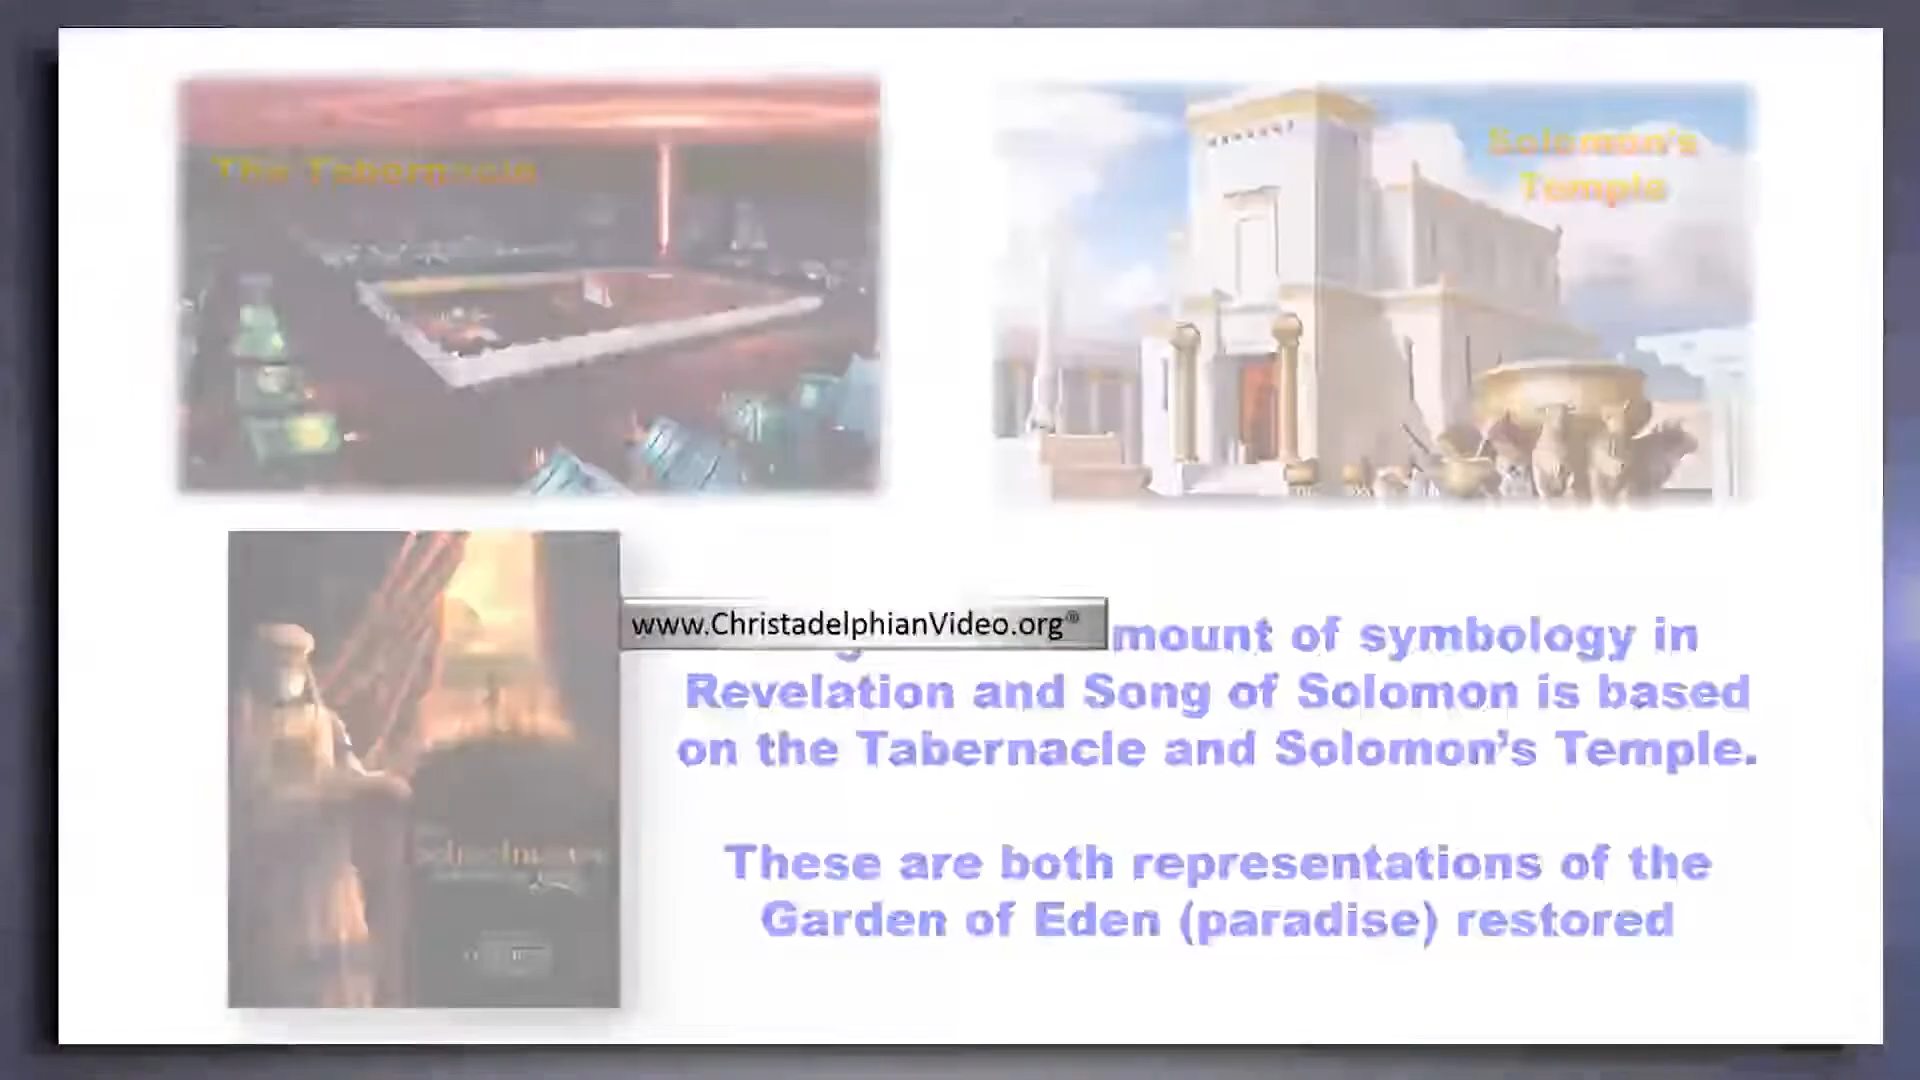 The Tabernacle
Solomon's
Temple
www.ChristadelphianVideo.org®
mount of symbology in
Revelation and Song of Solomon is based
on the Tabernacle and Solomon’s Temple.
These are both representations of the
Garden of Eden (paradise) restored